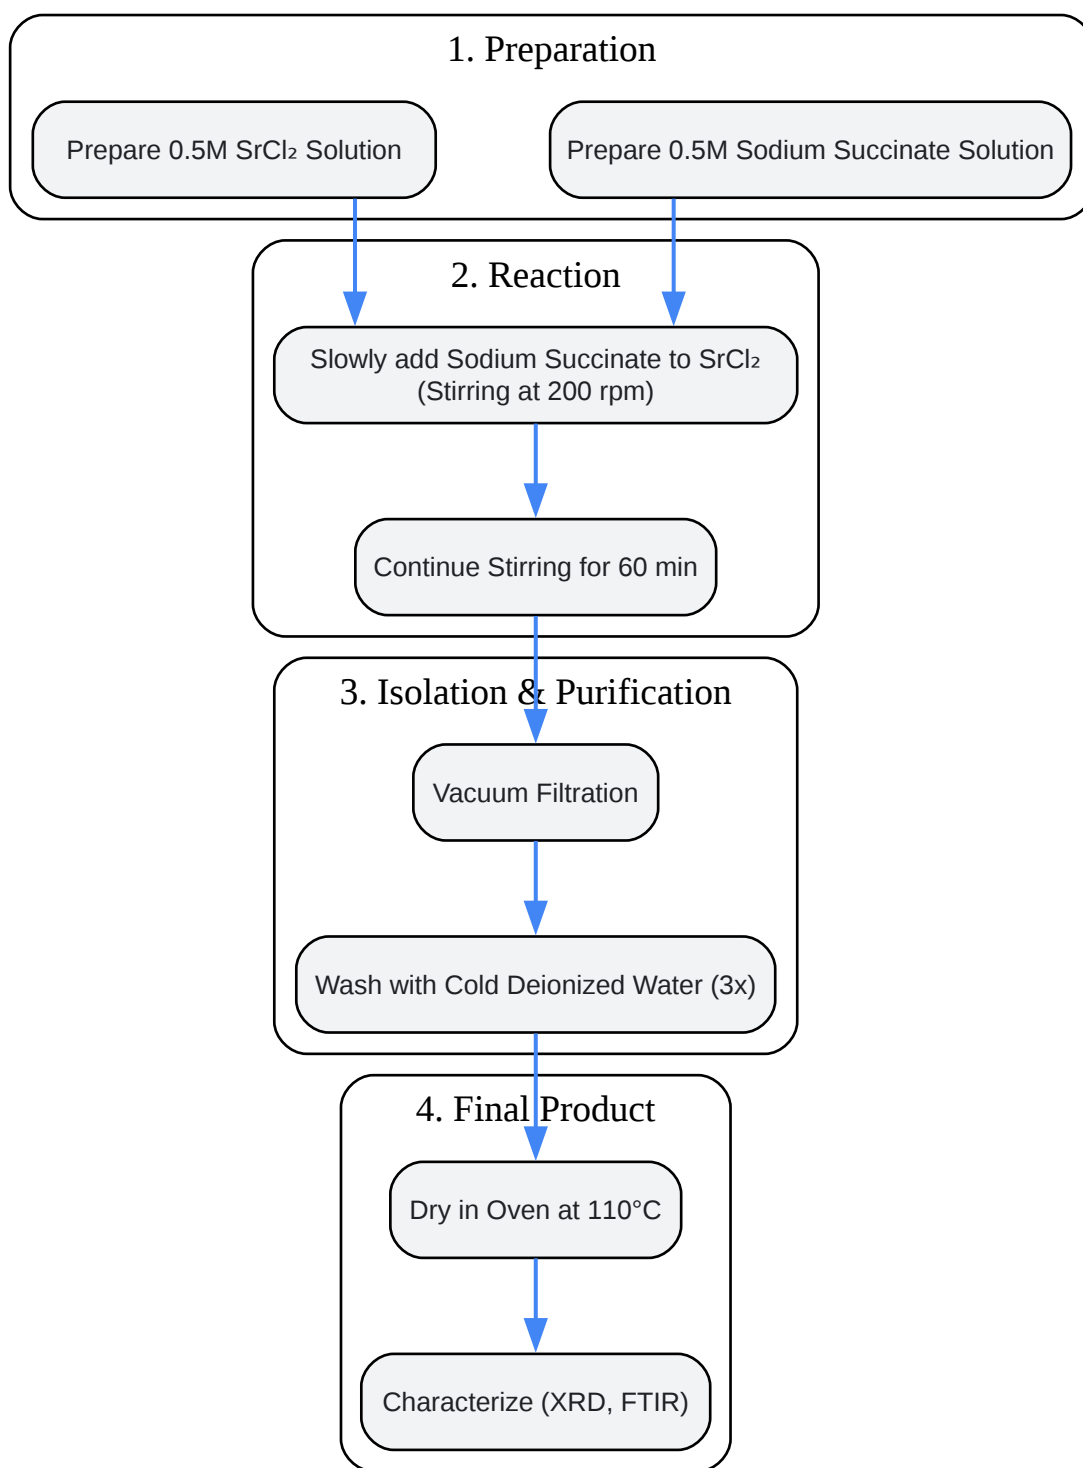 1. Preparation
Prepare 0.5M SrCl₂ Solution
Prepare 0.5M Sodium Succinate Solution
2. Reaction
Slowly add Sodium Succinate to SrCl₂
(Stirring at 200 rpm)
Continue Stirring for 60 min
3. Isolation & Purification
Vacuum Filtration
Wash with Cold Deionized Water (3x)
4. Final Product
Dry in Oven at 110°C
Characterize (XRD, FTIR)